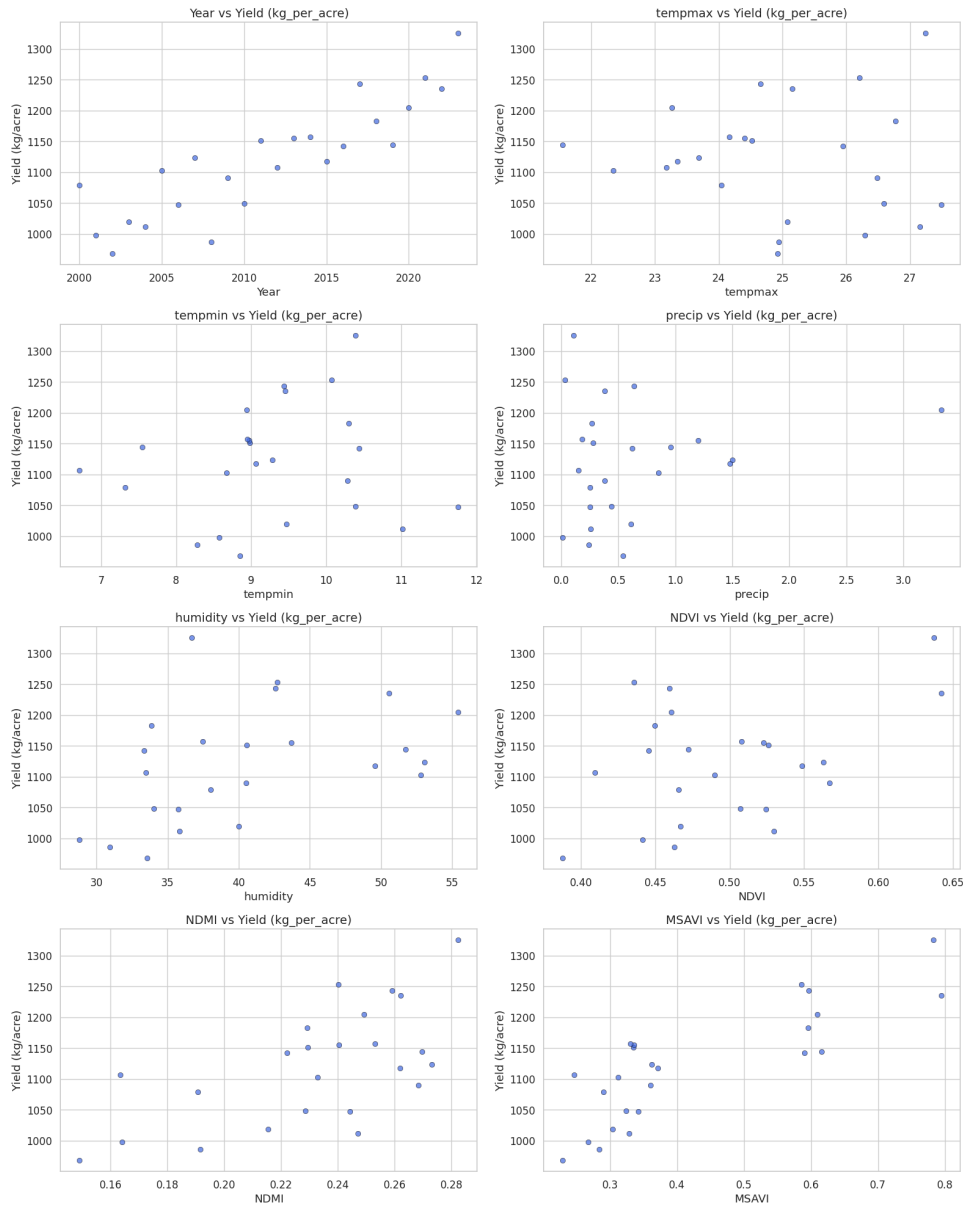 Year vs Yield (kg_per_acre)
Yield (kg/acre)
1300
1250
1200
1150
1100
1050
1000
2000 2005 2010 2015 2020
Year
tempmax vs Yield (kg_per_acre)
Yield (kg/acre)
1300
1250
1200
1150
1100
1050
1000
22 23 24 25 26 27
tempmax
tempmin vs Yield (kg_per_acre)
Yield (kg/acre)
1300
1250
1200
1150
1100
1050
1000
7 8 9 10 11 12
tempmin
precip vs Yield (kg_per_acre)
Yield (kg/acre)
1300
1250
1200
1150
1100
1050
1000
0.0 0.5 1.0 1.5 2.0 2.5 3.0
precip
humidity vs Yield (kg_per_acre)
Yield (kg/acre)
1300
1250
1200
1150
1100
1050
1000
30 35 40 45 50 55
humidity
NDVI vs Yield (kg_per_acre)
Yield (kg/acre)
1300
1250
1200
1150
1100
1050
1000
0.40 0.45 0.50 0.55 0.60 0.65
NDVI
NDMI vs Yield (kg_per_acre)
Yield (kg/acre)
1300
1250
1200
1150
1100
1050
1000
0.16 0.18 0.20 0.22 0.24 0.26 0.28
NDMI
MSAVI vs Yield (kg_per_acre)
Yield (kg/acre)
1300
1250
1200
1150
1100
1050
1000
0.3 0.4 0.5 0.6 0.7 0.8
MSAVI